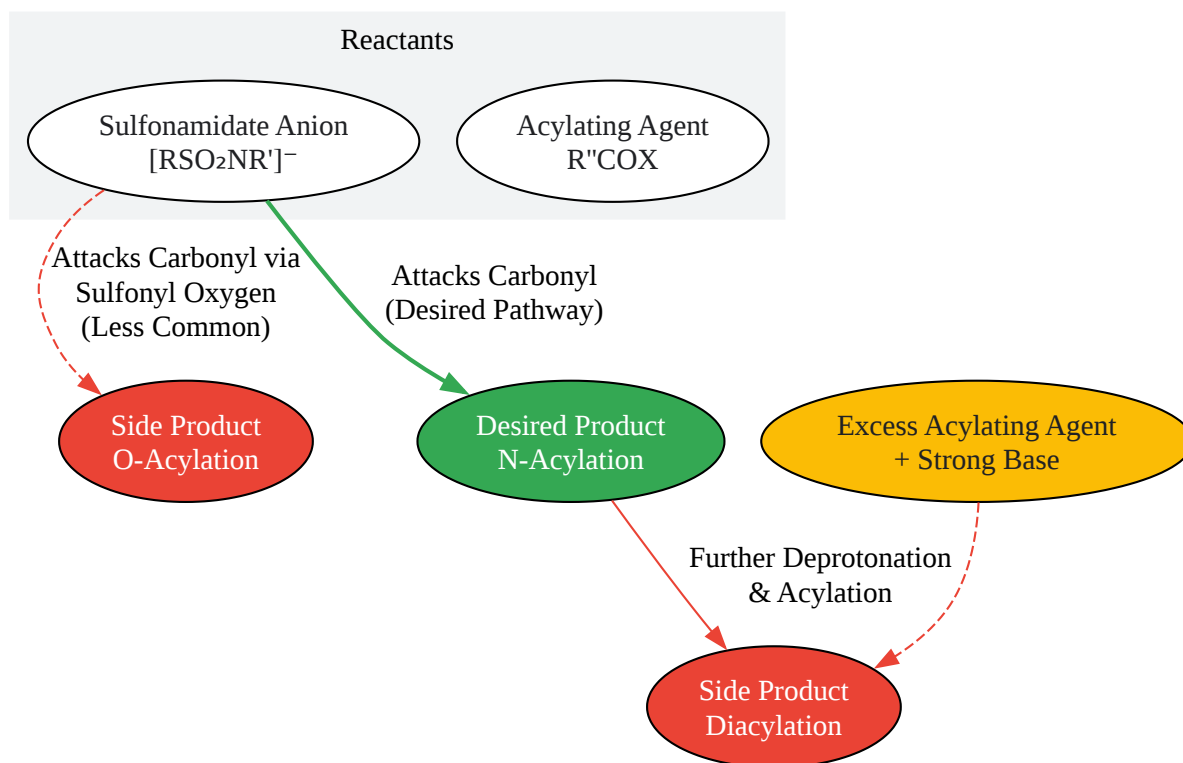 Reactants
Sulfonamidate Anion
[RSO₂NR']⁻
Acylating Agent
R"COX
Attacks Carbonyl via
Sulfonyl Oxygen
(Less Common)
Attacks Carbonyl
(Desired Pathway)
Side Product
O-Acylation
Desired Product
N-Acylation
Excess Acylating Agent
+ Strong Base
Further Deprotonation
& Acylation
Side Product
Diacylation